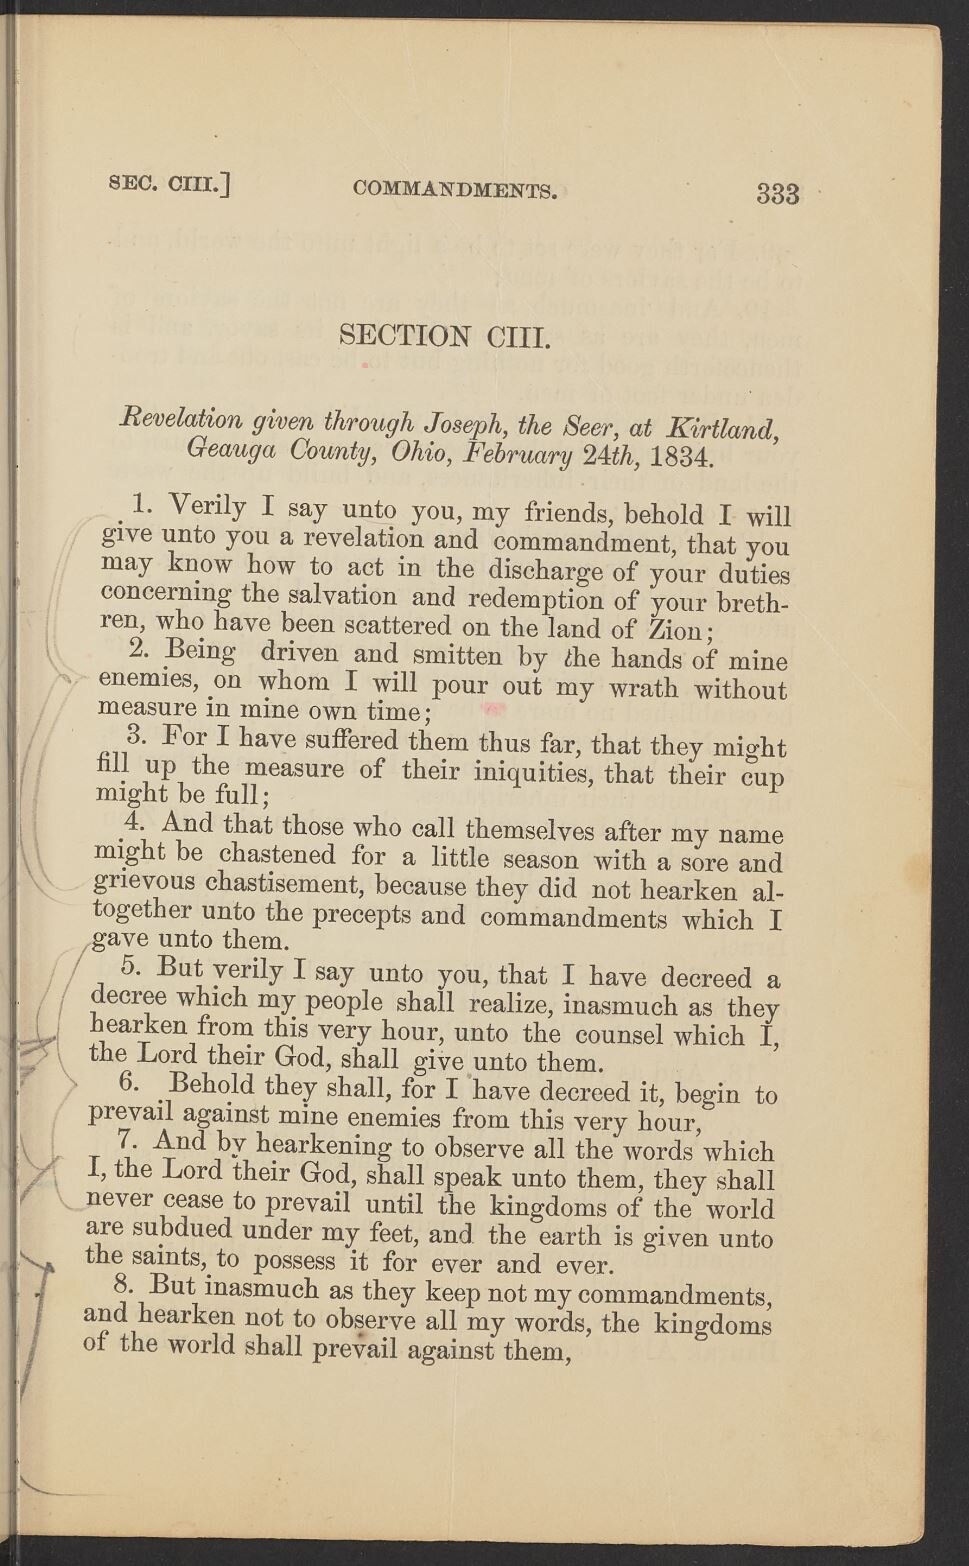 SEC. CIII.] COMMANDMENTS. 333
SECTION CIII.
Revelation given through Joseph, the Seer, at Kirtland,
Geauga County, Ohio, February 24th, 1834.
1. Verily I say unto you, my friends, behold I will
give unto you a revelation and commandment, that you
may know how to act in the discharge of your duties
concerning the salvation and redemption of your breth-
ren, who have been scattered on the land of Zion;
2. Being driven and smitten by the hands of mine
enemies, on whom I will pour out my wrath without
measure in mine own time;
3. For I have suffered them thus far, that they might
fill up the measure of their iniquities, that their cup
might be full;
4. And that those who call themselves after my name
might be chastened for a little season with a sore and
grievous chastisement, because they did not hearken al-
together unto the precepts and commandments which I
gave unto them.
5. But verily I say unto you, that I have decreed a
decree which my people shall realize, inasmuch as they
hearken from this very hour, unto the counsel which I,
the Lord their God, shall give unto them.
6. Behold they shall, for I have decreed it, begin to
prevail against mine enemies from this very hour,
7. And by hearkening to observe all the words which
I, the Lord their God, shall speak unto them, they shall
never cease to prevail until the kingdoms of the world
are subdued under my feet, and the earth is given unto
the saints, to possess it for ever and ever.
8. But inasmuch as they keep not my commandments,
and hearken not to observe all my words, the kingdoms
of the world shall prevail against them,